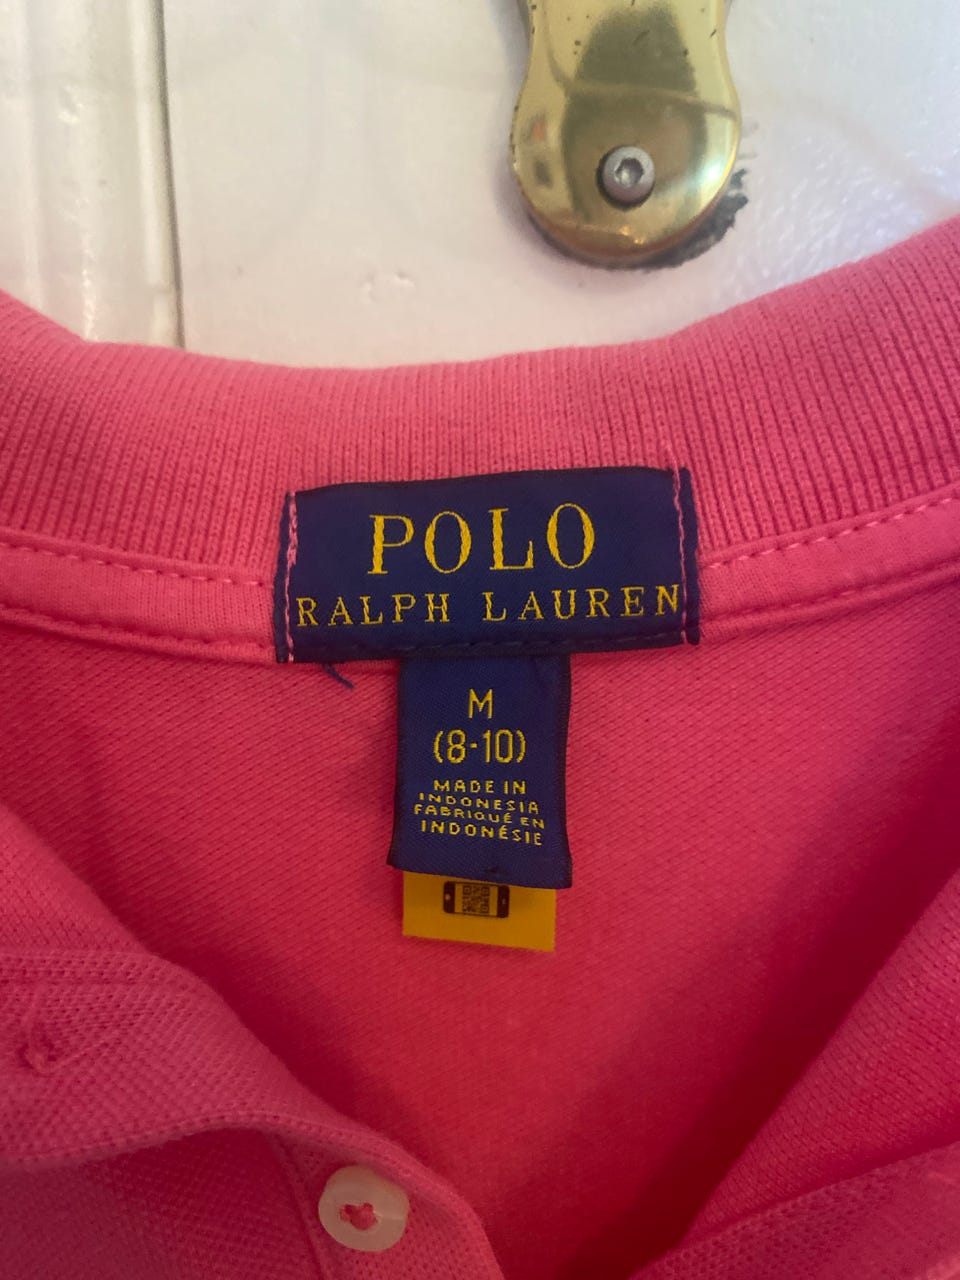 POLO
RALPH LAUREN
M
(8-10)
MADE IN
INDONESIA
FABRIQUÉ EN
INDONÉSIE